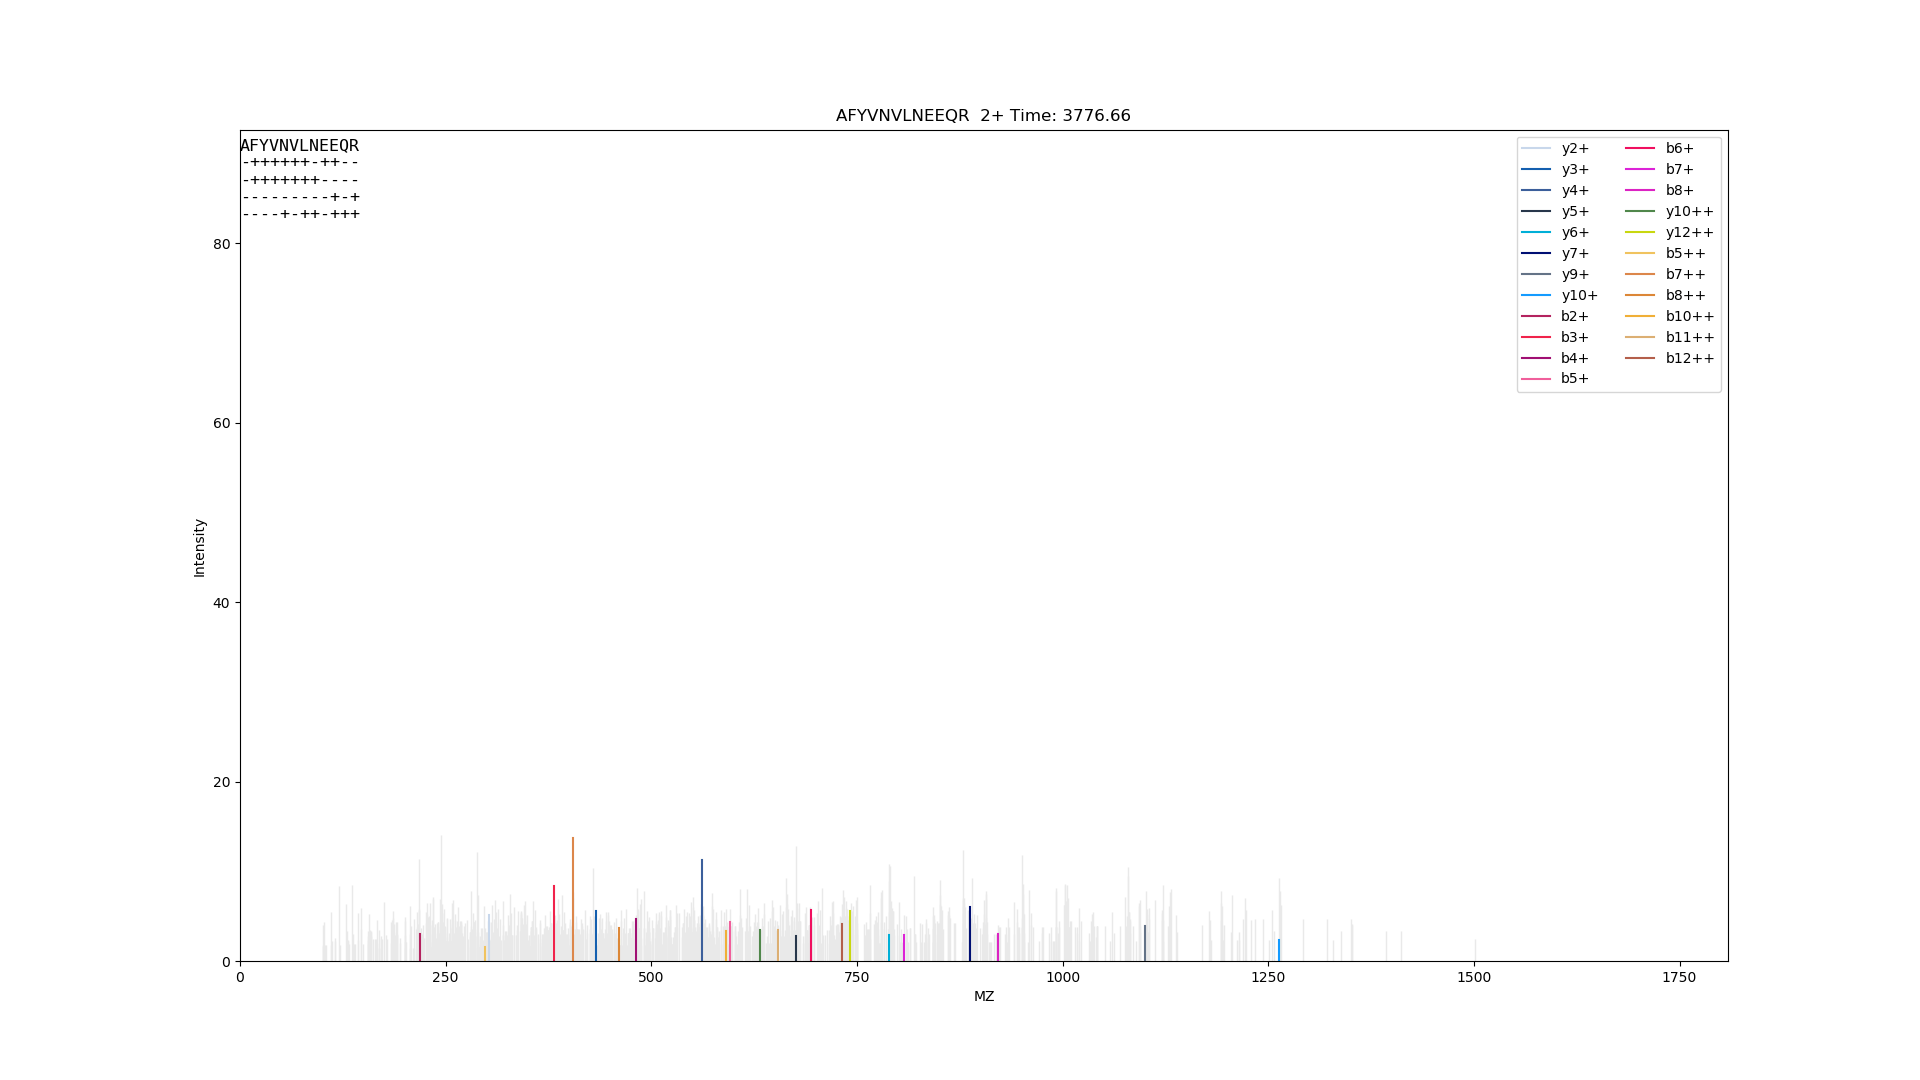 AFYVNVLNEEQR  2+ Time: 3776.66
AFYVNVLNEEQR
-++++++-++--
-+++++++----
---------+-+
----+-++-+++
y2+
y3+
y4+
y5+
y6+
y7+
y9+
y10+
b2+
b3+
b4+
b5+
b6+
b7+
b8+
y10++
y12++
b5++
b7++
b8++
b10++
b11++
b12++
80
60
40
20
0
Intensity
0 250 500 750 1000 1250 1500 1750
MZ